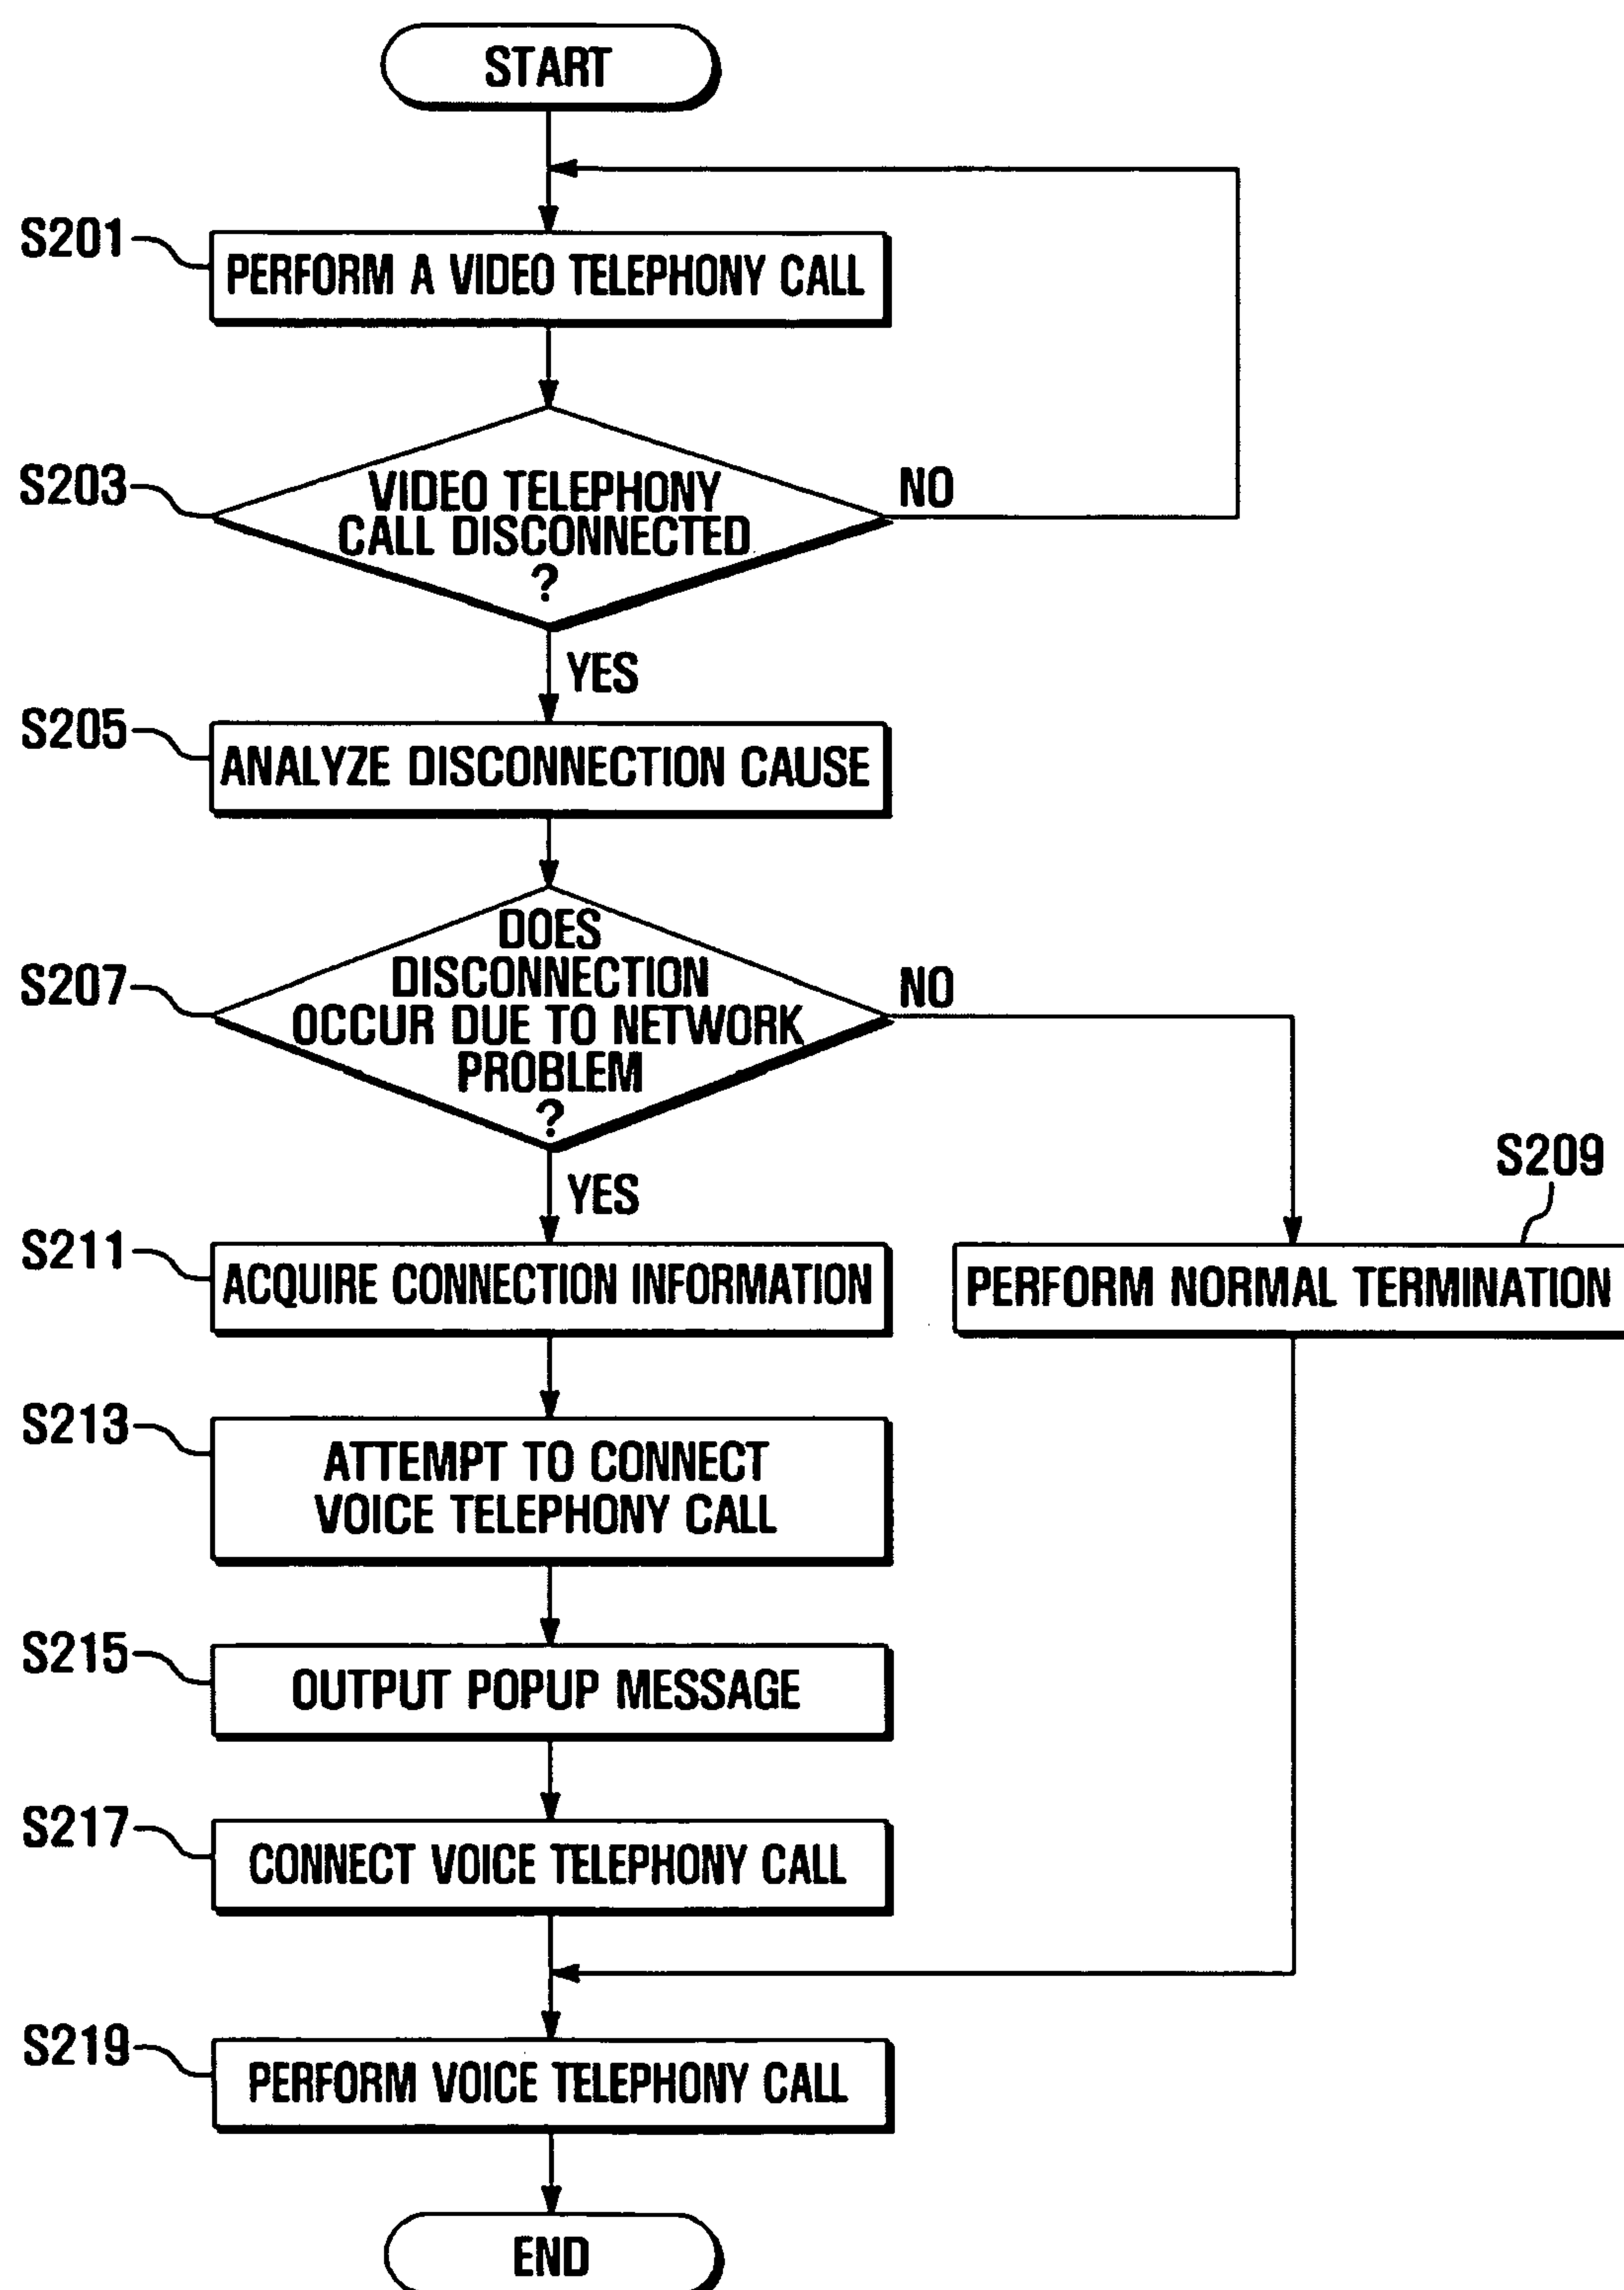 START
S201
PERFORM A VIDEO TELEPHONY CALL
S203
VIDEO TELEPHONY
CALL DISCONNECTED
?
NO
YES
S205
ANALYZE DISCONNECTION CAUSE
S207
DOES
DISCONNECTION
OCCUR DUE TO NETWORK
PROBLEM
?
NO
YES
S209
PERFORM NORMAL TERMINATION
S211
ACQUIRE CONNECTION INFORMATION
S213
ATTEMPT TO CONNECT
VOICE TELEPHONY CALL
S215
OUTPUT POPUP MESSAGE
S217
CONNECT VOICE TELEPHONY CALL
S219
PERFORM VOICE TELEPHONY CALL
END